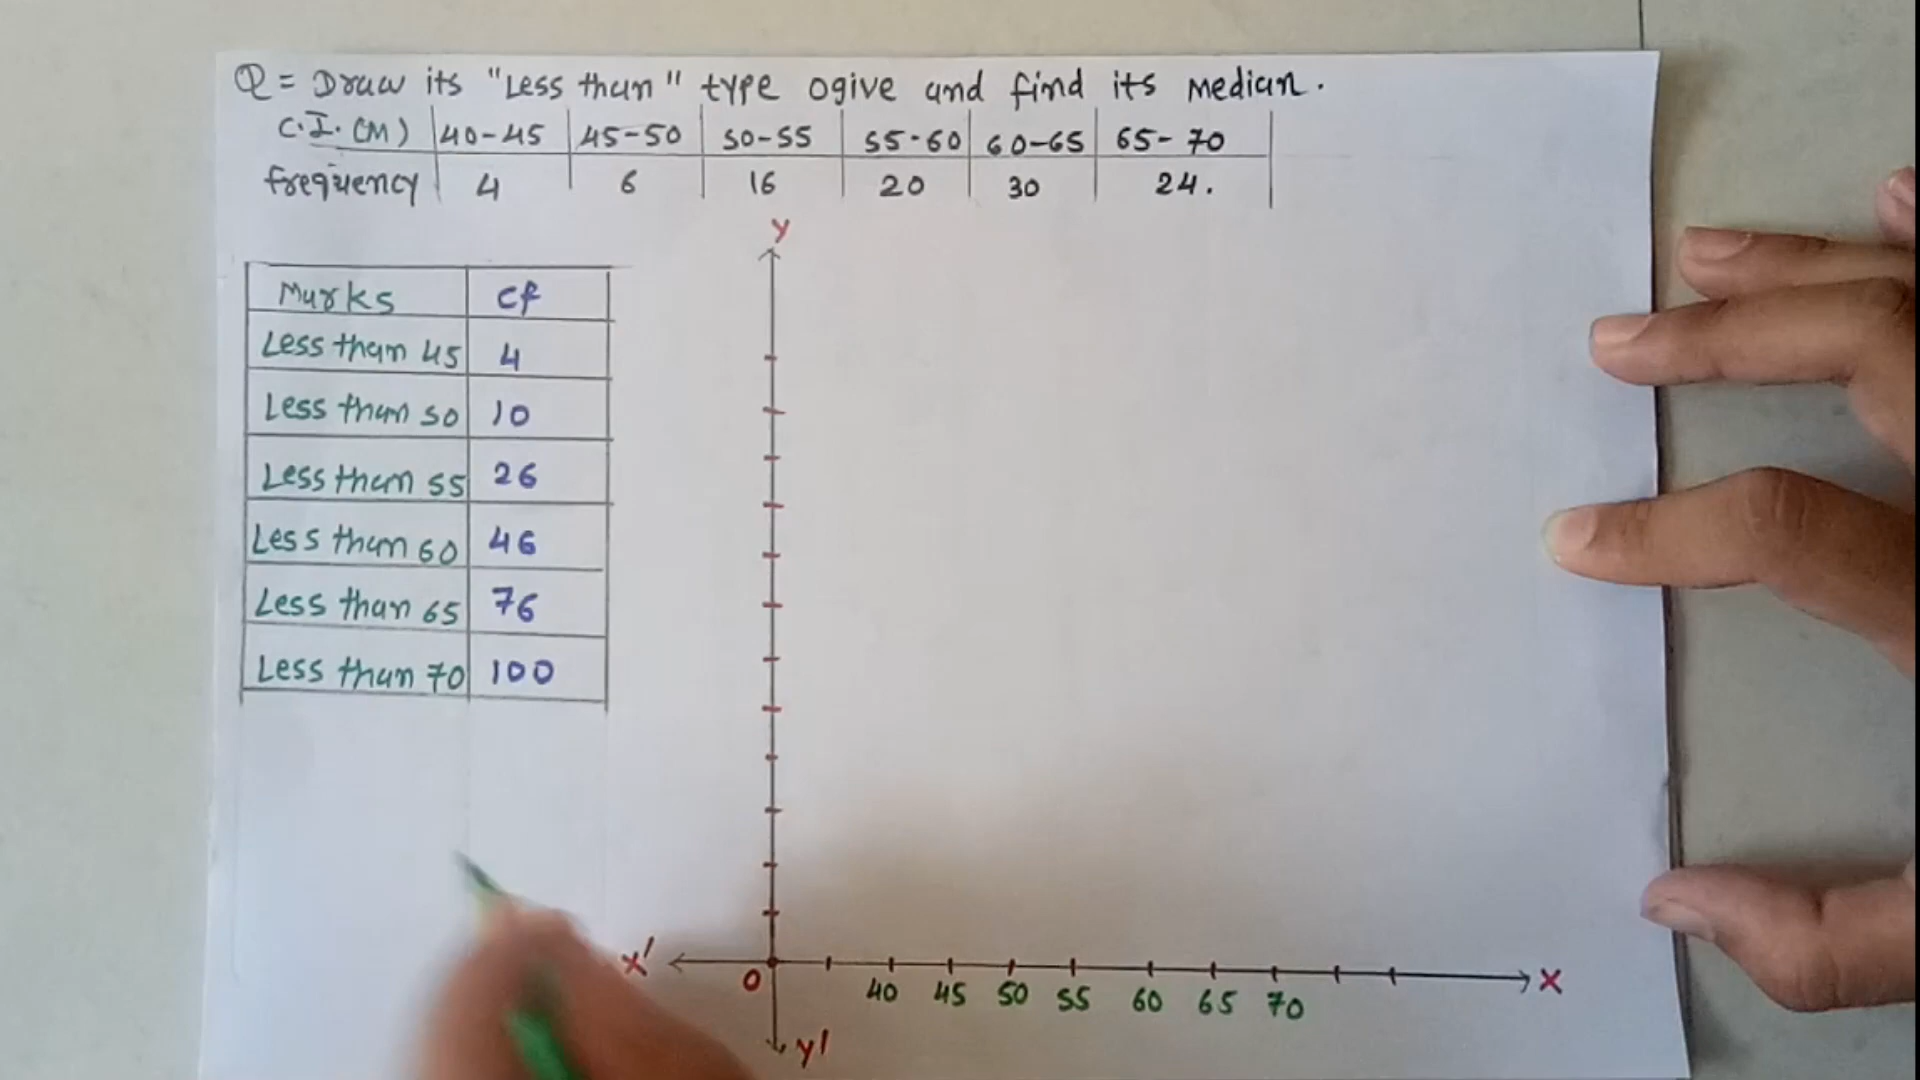 Q = Draw its "Less than" type ogive and find its median.
C.I. (M) 40-45 45-50 50-55 55-60 60-65 65-70
frequency 4 6 16 20 30 24.
y
Marks cf
Less than 45 4
Less than 50 10
Less than 55 26
Less than 60 46
Less than 65 76
Less than 70 100
x' 0 x
40 45 50 55 60 65 70
y'